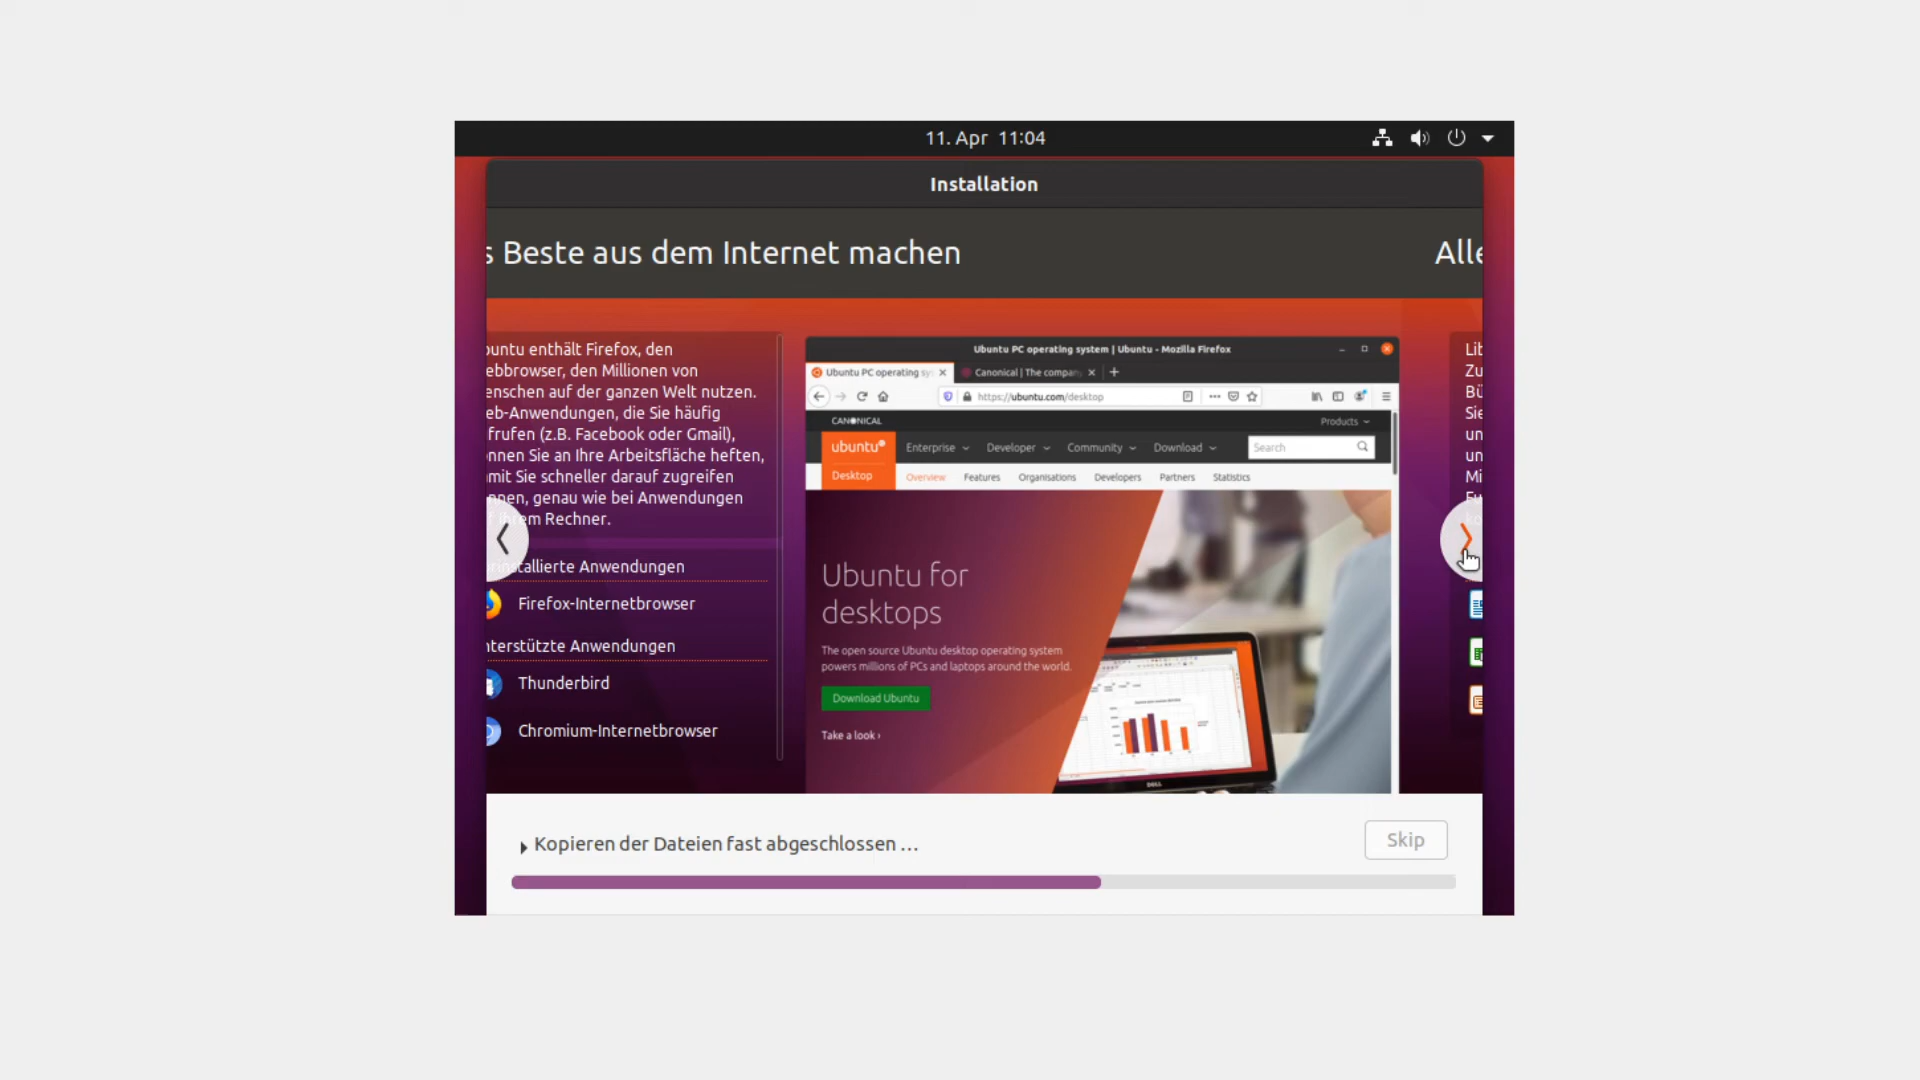 11. Apr 11:04
Installation
Beste aus dem Internet machen
Alle
enthält Firefox, den
den Millionen von
auf der ganzen Welt nutzen.
die Sie häufig
(z.B. Facebook oder Gmail),
Sie an Ihre Arbeitsfläche heften,
Sie schneller darauf zugreifen
genau wie bei Anwendungen
Rechner.
Anwendungen
Firefox-Internetbrowser
Anwendungen
Thunderbird
Chromium-Internetbrowser
Ubuntu PC operating system | Ubuntu - Mozilla Firefox
Ubuntu PC operating sy
Canonical | The compan
https://ubuntu.com/desktop
CANONICAL
Products
ubuntu
Enterprise
Developer
Community
Download
Search
Desktop
Overview
Features
Organisations
Developers
Partners
Statistics
Ubuntu for
desktops
The open source Ubuntu desktop operating system
powers millions of PCs and laptops around the world.
Download Ubuntu
Take a look ›
DELL
Kopieren der Dateien fast abgeschlossen …
Skip